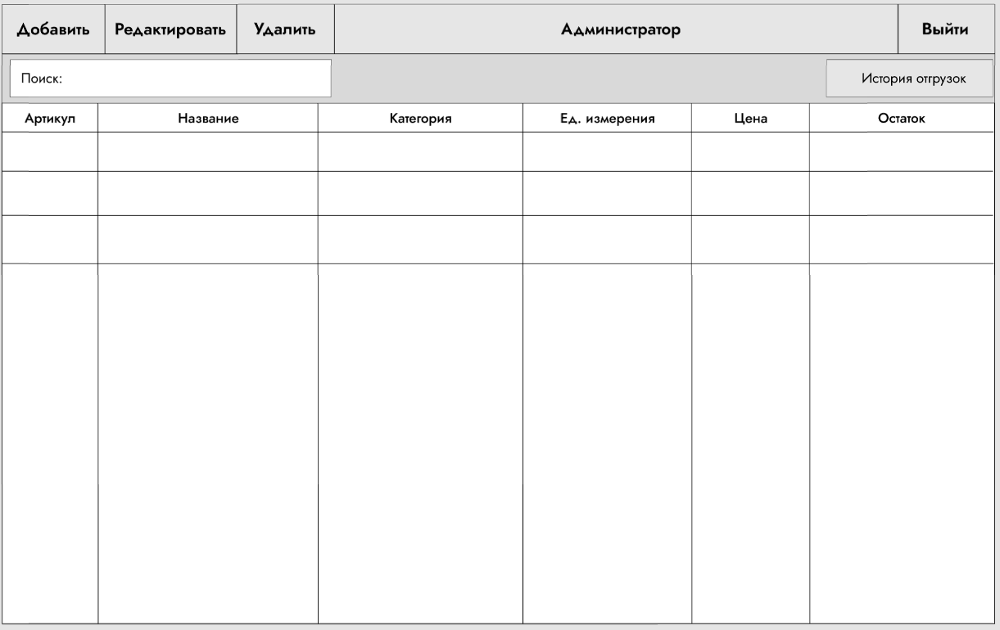 Добавить Редактировать Удалить Администратор Выйти
Поиск: История отгрузок
Артикул Название Категория Ед. измерения Цена Остаток